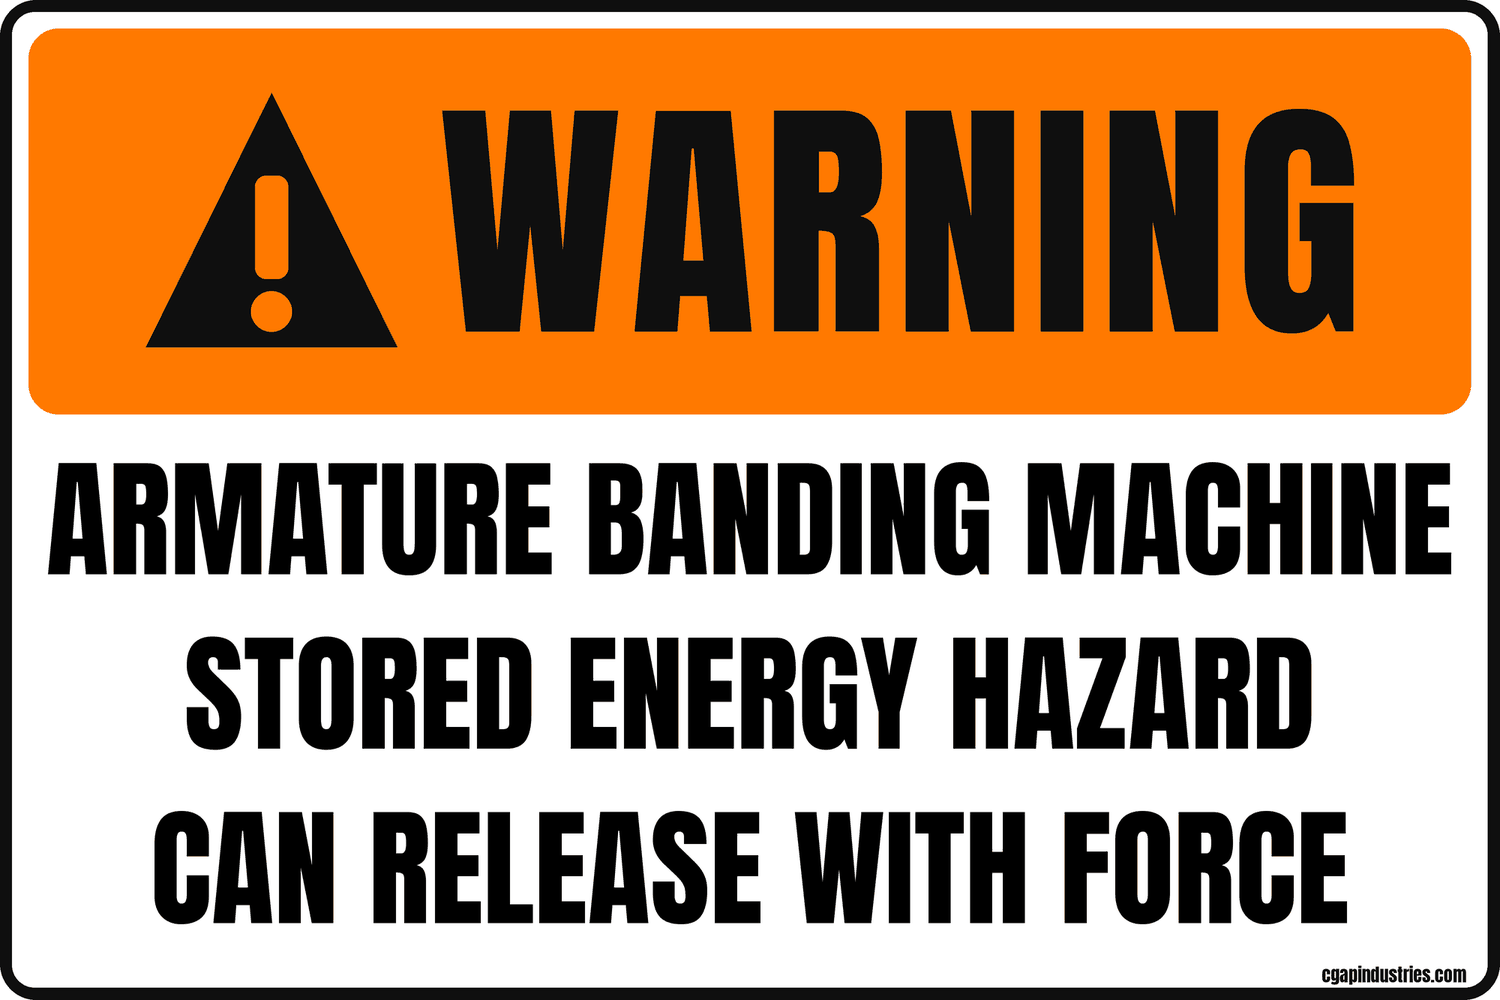 WARNING
ARMATURE BANDING MACHINE
STORED ENERGY HAZARD
CAN RELEASE WITH FORCE
cgapindustries.com